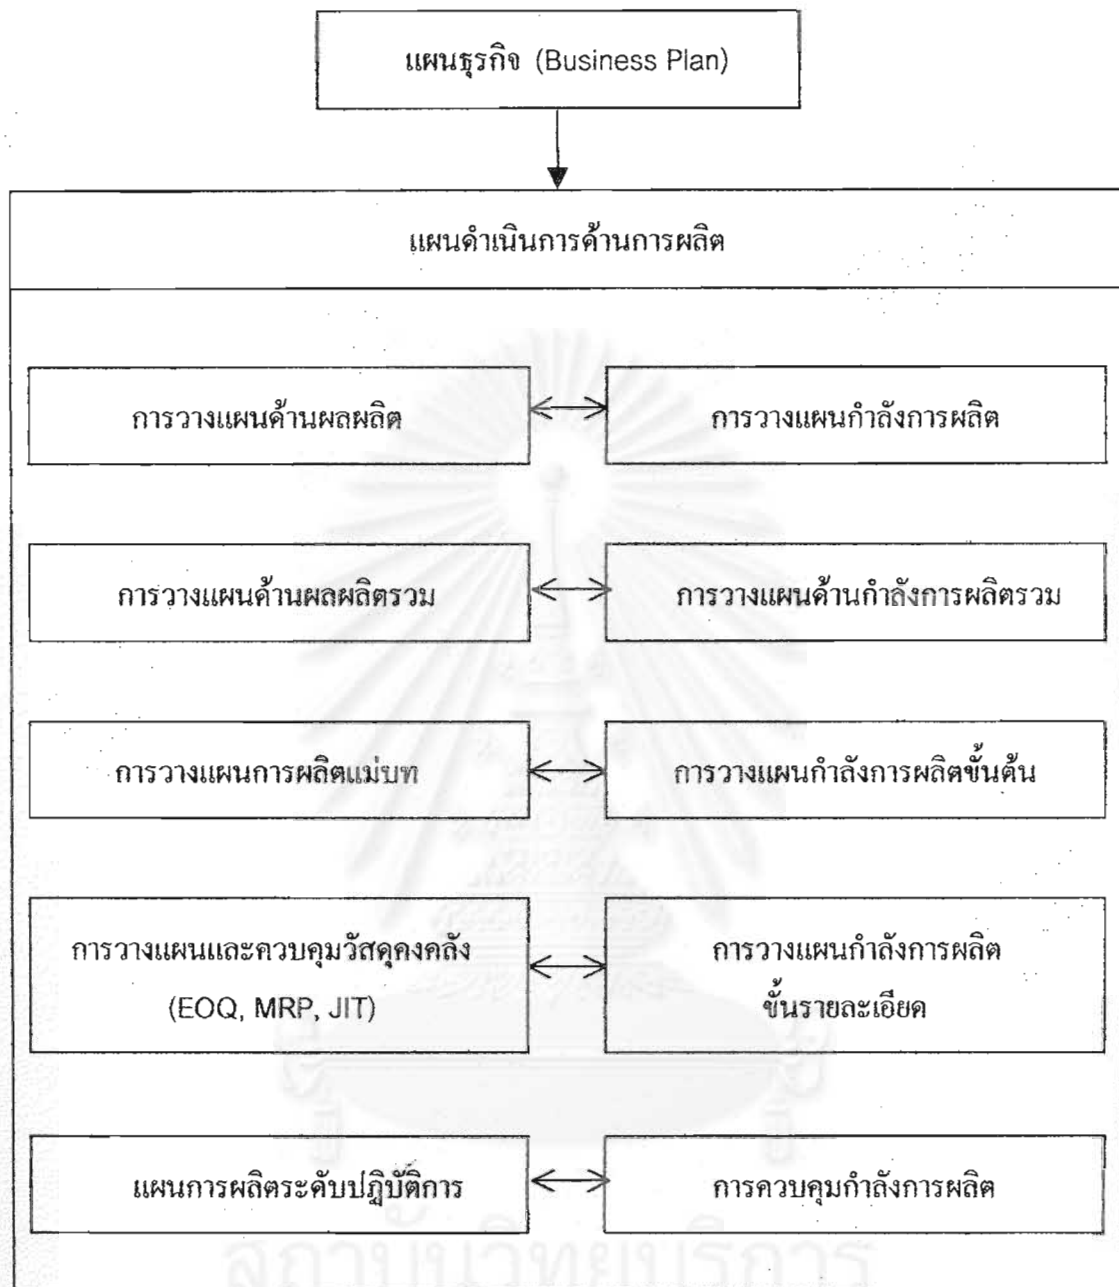 แผนธุรกิจ (Business Plan)
แผนดำเนินการด้านการผลิต
การวางแผนด้านผลผลิต
การวางแผนกำลังการผลิต
การวางแผนด้านผลผลิตรวม
การวางแผนด้านกำลังการผลิตรวม
การวางแผนการผลิตแม่บท
การวางแผนกำลังการผลิตขั้นต้น
การวางแผนและควบคุมวัสดุคงคลัง
(EOQ, MRP, JIT)
การวางแผนกำลังการผลิต
ขั้นรายละเอียด
แผนการผลิตระดับปฏิบัติการ
การควบคุมกำลังการผลิต
สถาบันวิทยบริการ